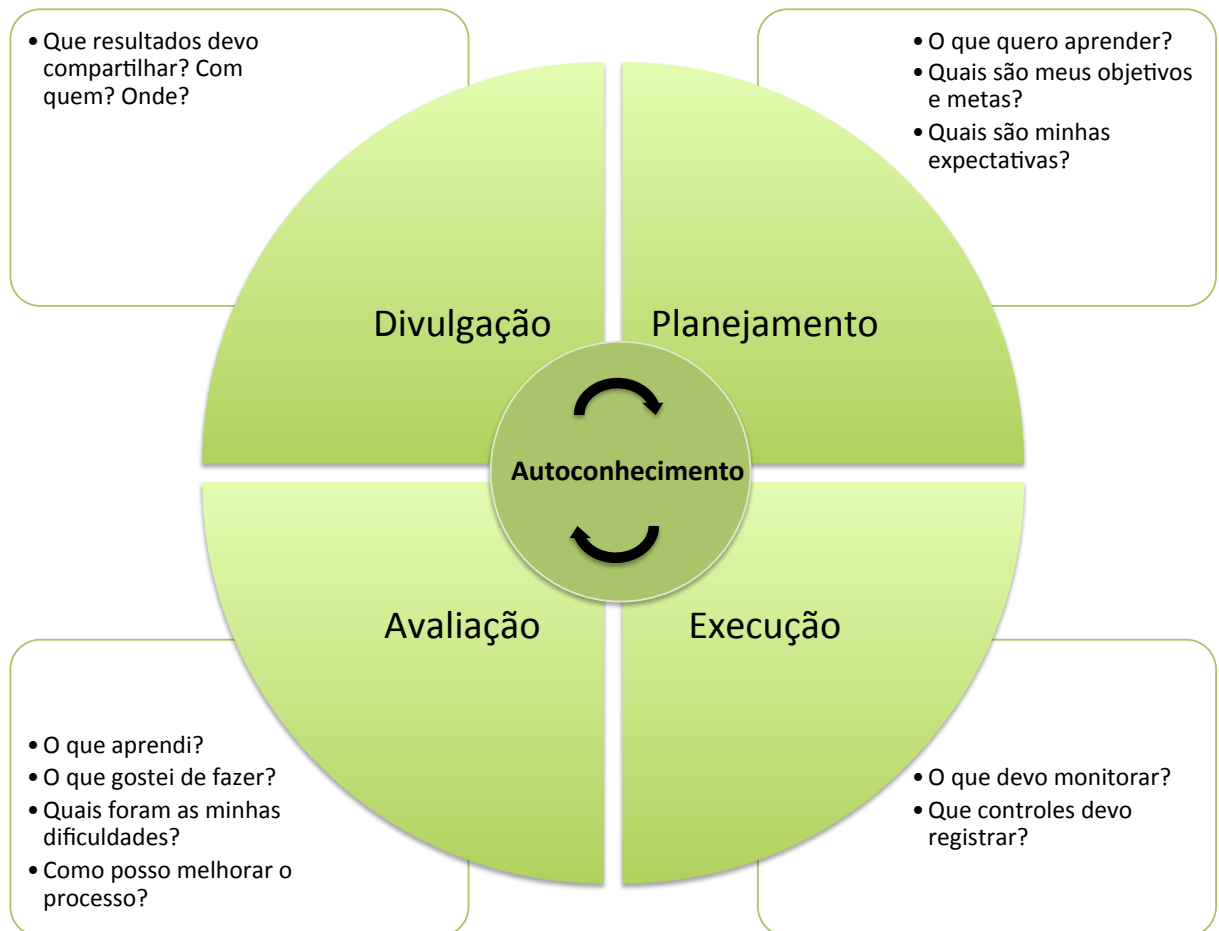 • Que resultados devo
compartilhar? Com
quem? Onde?
• O que quero aprender?
• Quais são meus objetivos
e metas?
• Quais são minhas
expectativas?
Divulgação
Planejamento
Autoconhecimento
Avaliação
Execução
• O que aprendi?
• O que gostei de fazer?
• Quais foram as minhas
dificuldades?
• Como posso melhorar o
processo?
• O que devo monitorar?
• Que controles devo
registrar?